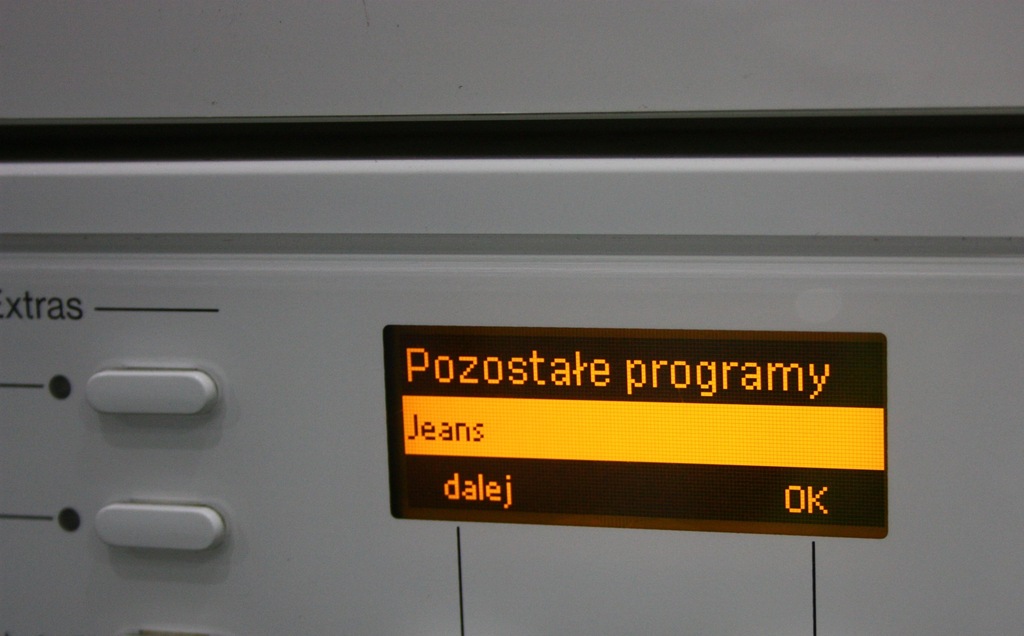 Extras
Pozostałe programy
Jeans
dalej OK